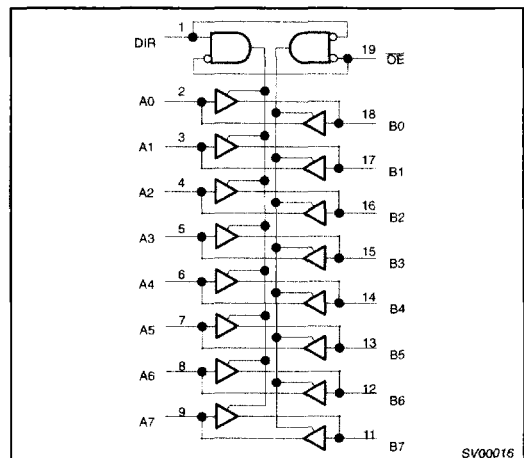 DIR 1
19 OE
A0 2
18 B0
A1 3
17 B1
A2 4
16 B2
A3 5
15 B3
A4 6
14 B4
A5 7
13 B5
A6 8
12 B6
A7 9
11 B7
SV00016